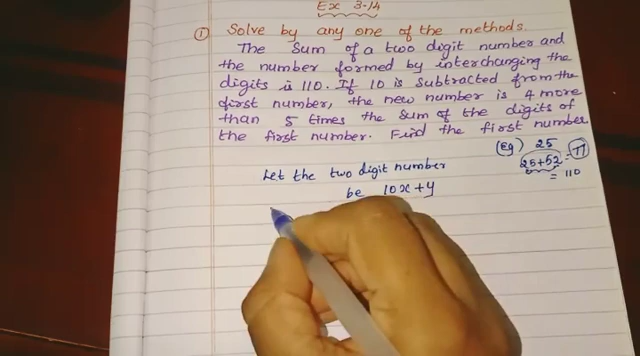 Ex 3.14
① Solve by any one of the methods.
The Sum of a two digit number and
the number formed by interchanging the
digits is 110. If 10 is subtracted from the
first number, the new number is 4 more
than 5 times the sum of the digits of
the first number. Find the first number
(Eg) 25
25+52 = 77
= 110
Let the two digit number
be 10x+y